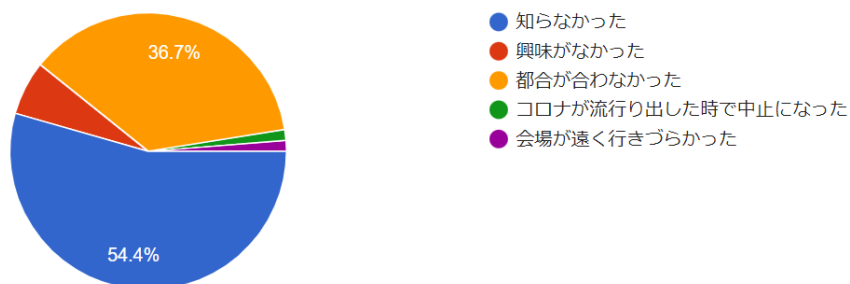 36.7%
54.4%
知らなかった
興味がなかった
都合が合わなかった
コロナが流行り出した時で中止になった
会場が遠く行きづらかった